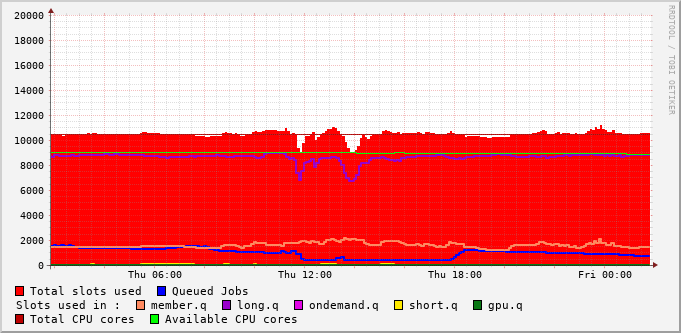 20000
18000
16000
14000
12000
10000
8000
6000
4000
2000
0
Thu 06:00 Thu 12:00 Thu 18:00 Fri 00:00
RRDTOOL / TOBI OETIKER
Total slots used Queued Jobs
Slots used in : member.q long.q ondemand.q short.q gpu.q
Total CPU cores Available CPU cores